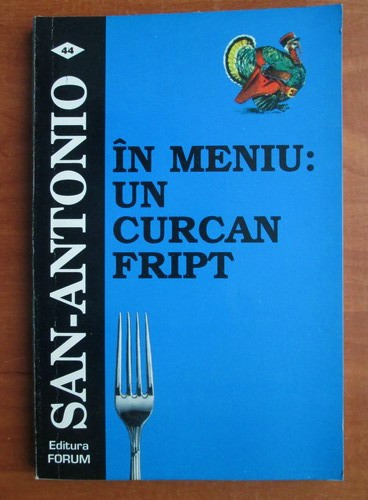 44
SAN-ANTONIO
ÎN MENIU:
UN
CURCAN
FRIPT
Editura
FORUM